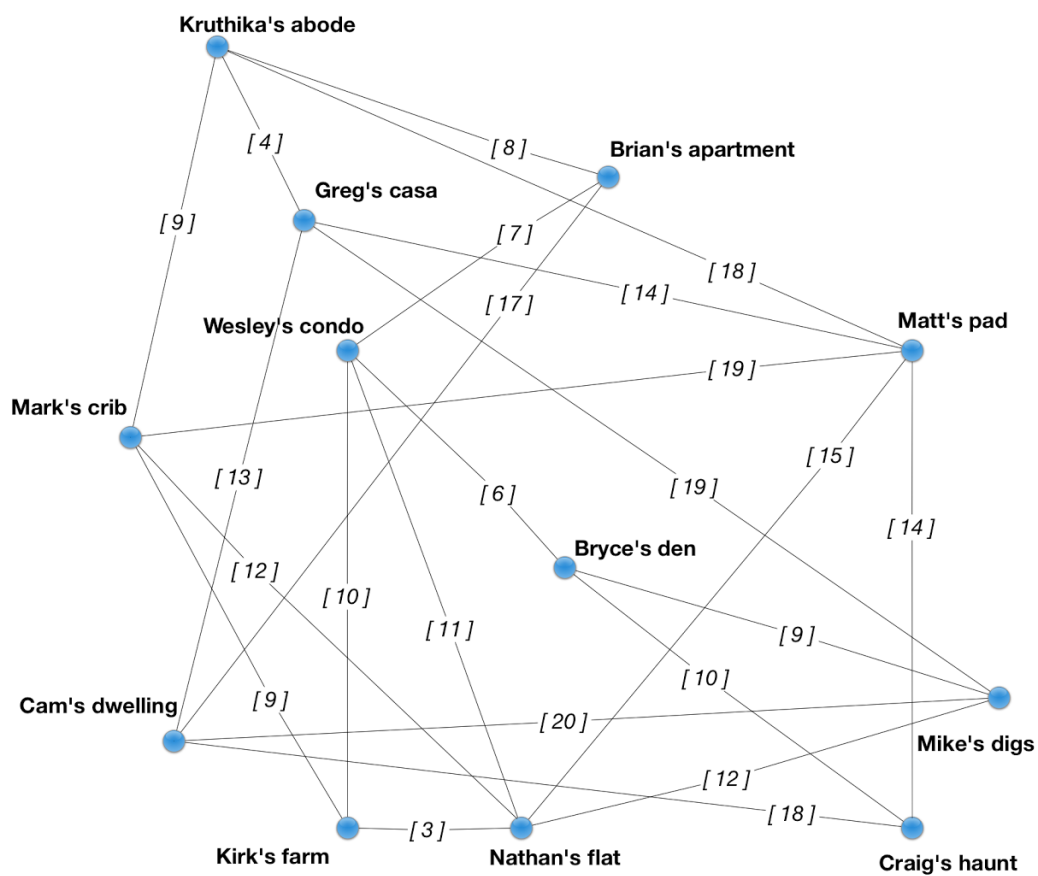 Kruthika's abode
[ 4 ]
[ 8 ]
Brian's apartment
Greg's casa
[ 9 ]
[ 7 ]
[ 18 ]
[ 14 ]
[ 17 ]
Wesley's condo
Matt's pad
[ 19 ]
Mark's crib
[ 15 ]
[ 13 ]
[ 6 ]
[ 19 ]
[ 14 ]
Bryce's den
[ 12 ]
[ 10 ]
[ 11 ]
[ 9 ]
[ 10 ]
[ 9 ]
Cam's dwelling
[ 20 ]
Mike's digs
[ 12 ]
[ 18 ]
[ 3 ]
Kirk's farm
Nathan's flat
Craig's haunt